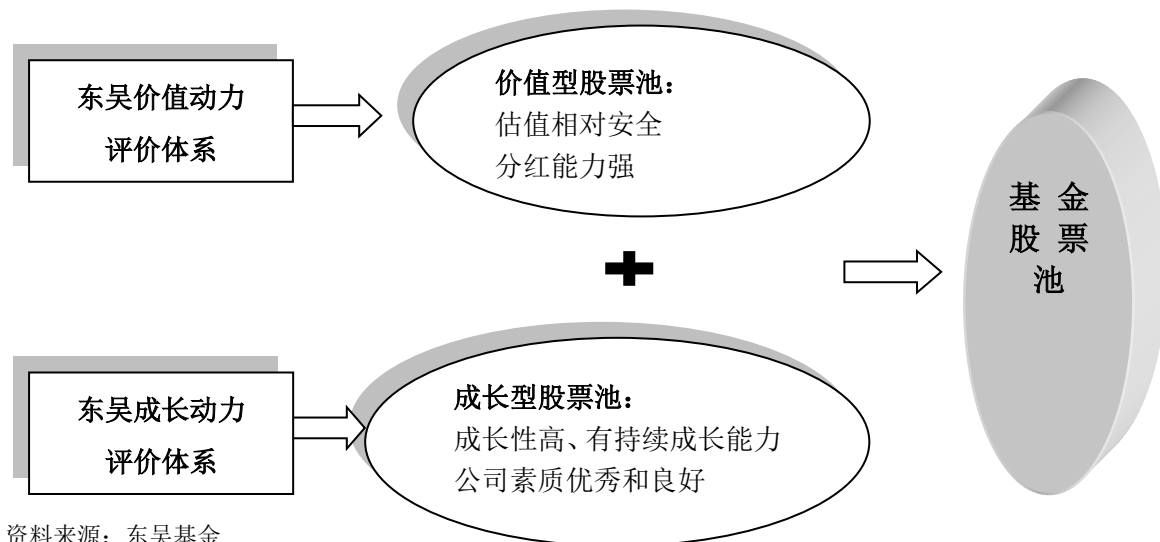 东吴价值动力
评价体系
价值型股票池：
估值相对安全
分红能力强
基 金
股 票
池
东吴成长动力
评价体系
成长型股票池：
成长性高、有持续成长能力
公司素质优秀和良好
资料来源：东吴基金